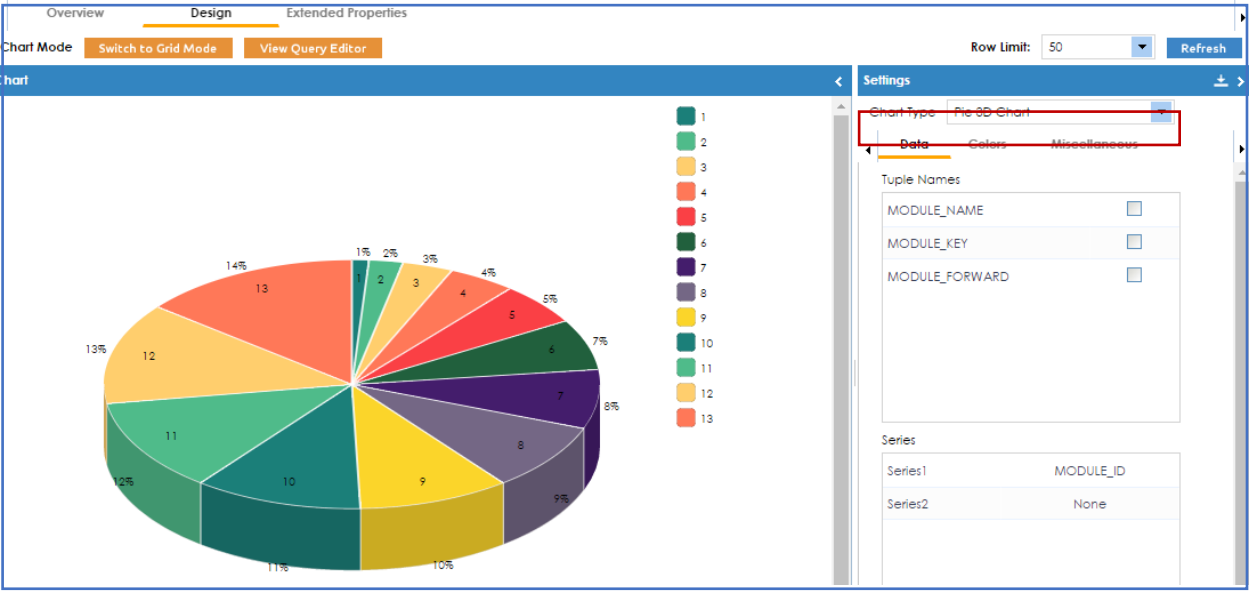 Overview Design Extended Properties
Chart Mode Switch to Grid Mode View Query Editor Row Limit: 50 Refresh
Chart
Settings
Chart Type Pie 3D Chart
Data Colors Miscellaneous
Tuple Names
MODULE_NAME
MODULE_KEY
MODULE_FORWARD
Series
Series1 MODULE_ID
Series2 None
1
2
3
4
5
6
7
8
9
10
11
12
13
1% 2% 3% 4% 5% 7% 8% 9% 10% 11% 12% 13% 14%
1 2 3 4 5 6 7 8 9 10 11 12 13